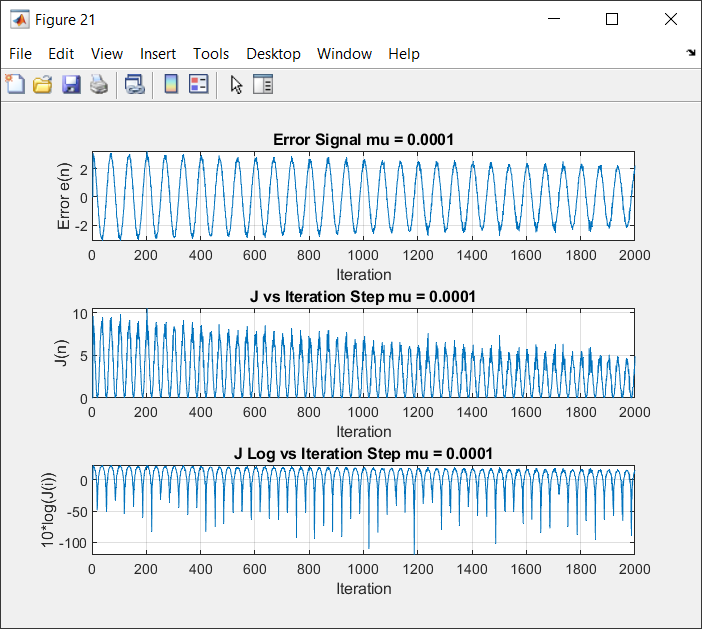 Figure 21
File Edit View Insert Tools Desktop Window Help
Error Signal mu = 0.0001
Error e(n)
2
0
-2
0 200 400 600 800 1000 1200 1400 1600 1800 2000
Iteration
J vs Iteration Step mu = 0.0001
J(n)
10
5
0
0 200 400 600 800 1000 1200 1400 1600 1800 2000
Iteration
J Log vs Iteration Step mu = 0.0001
10*log(J(i))
0
-50
-100
0 200 400 600 800 1000 1200 1400 1600 1800 2000
Iteration